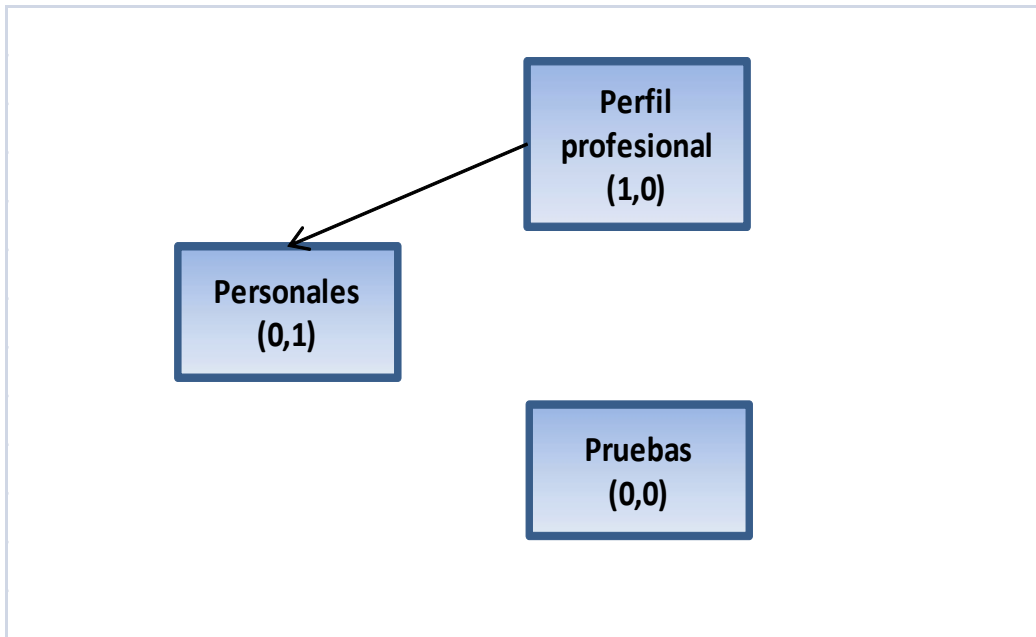 Perfil
profesional
(1,0)
Personales
(0,1)
Pruebas
(0,0)